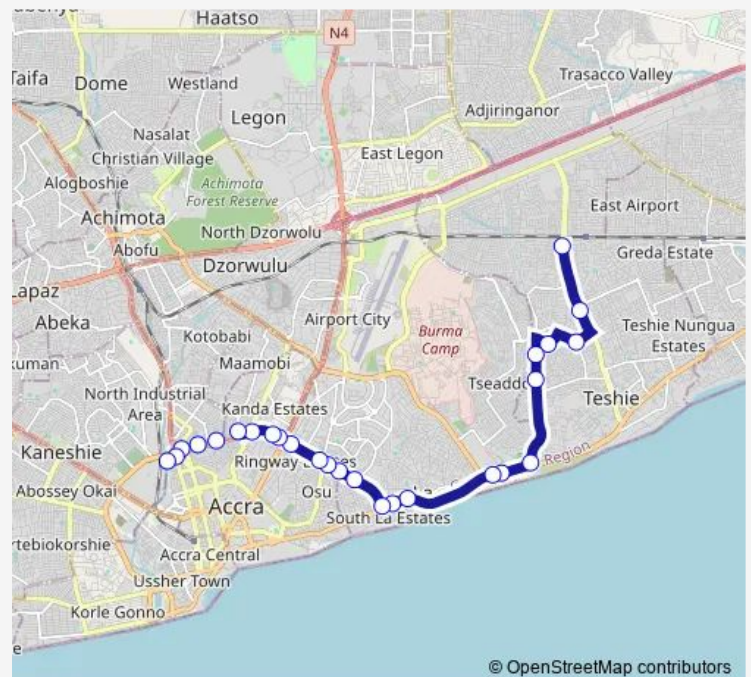 Haatso
N4
Taifa
Dome
Westland
Trasacco Valley
Legon
Adjiringanor
Nasalat
Christian Village
East Legon
Alogboshie
Achimota
Forest Reserve
East Airport
Achimota
North Dzorwolu
Abofu
Greda Estate
Dzorwulu
Lapaz
Airport City
Abeka
Burma
Camp
Teshie Nungua
Estates
Kotobabi
Maamobi
Teshie
North Industrial
Area
Kanda Estates
Kaneshie
Region
Ringway
Abossey Okai
Osu
Accra
South La Estates
Accra Central
Ussher Town
Korle Gonno
© OpenStreetMap contributors